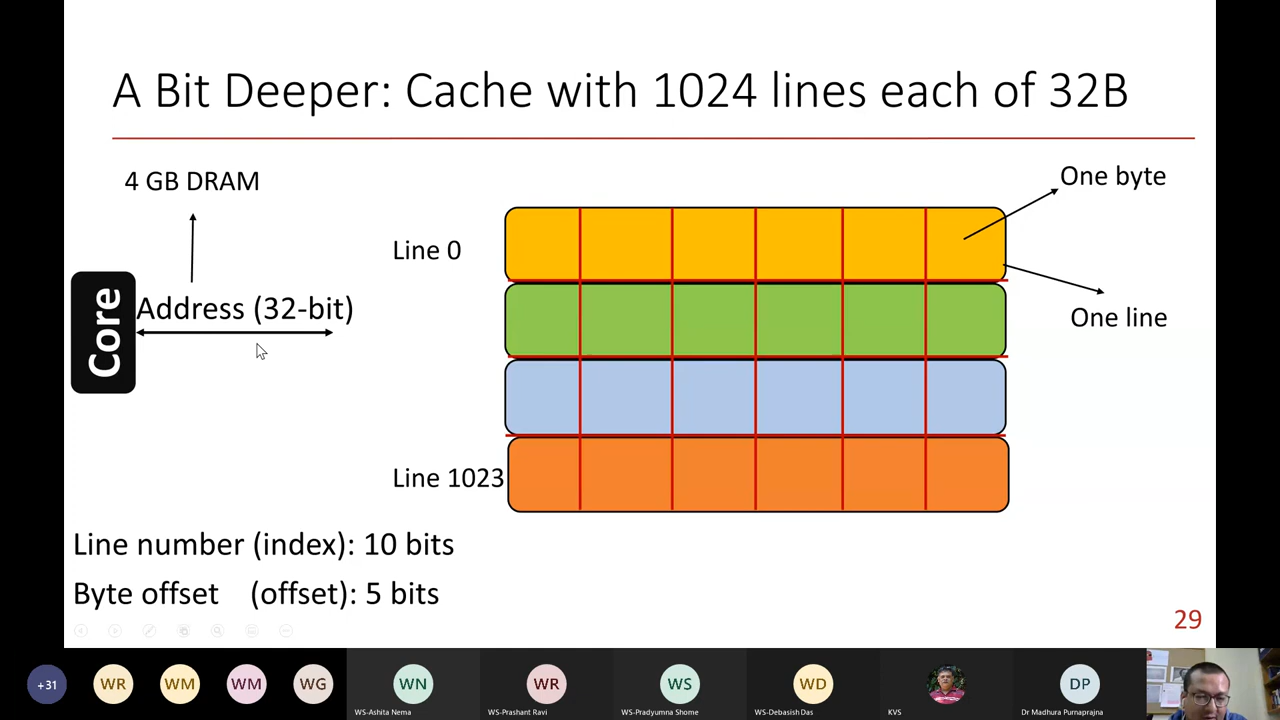 A Bit Deeper: Cache with 1024 lines each of 32B
4 GB DRAM
One byte
Line 0
Core
Address (32-bit)
One line
Line 1023
Line number (index): 10 bits
Byte offset (offset): 5 bits
29
+31
WR
WM
WM
WG
WN
WS-Ashita Nema
WR
WS-Prashant Ravi
WS
WS-Pradyumna Shome
WD
WS-Debasish Das
KVS
DP
Dr Madhura Purnaprajna